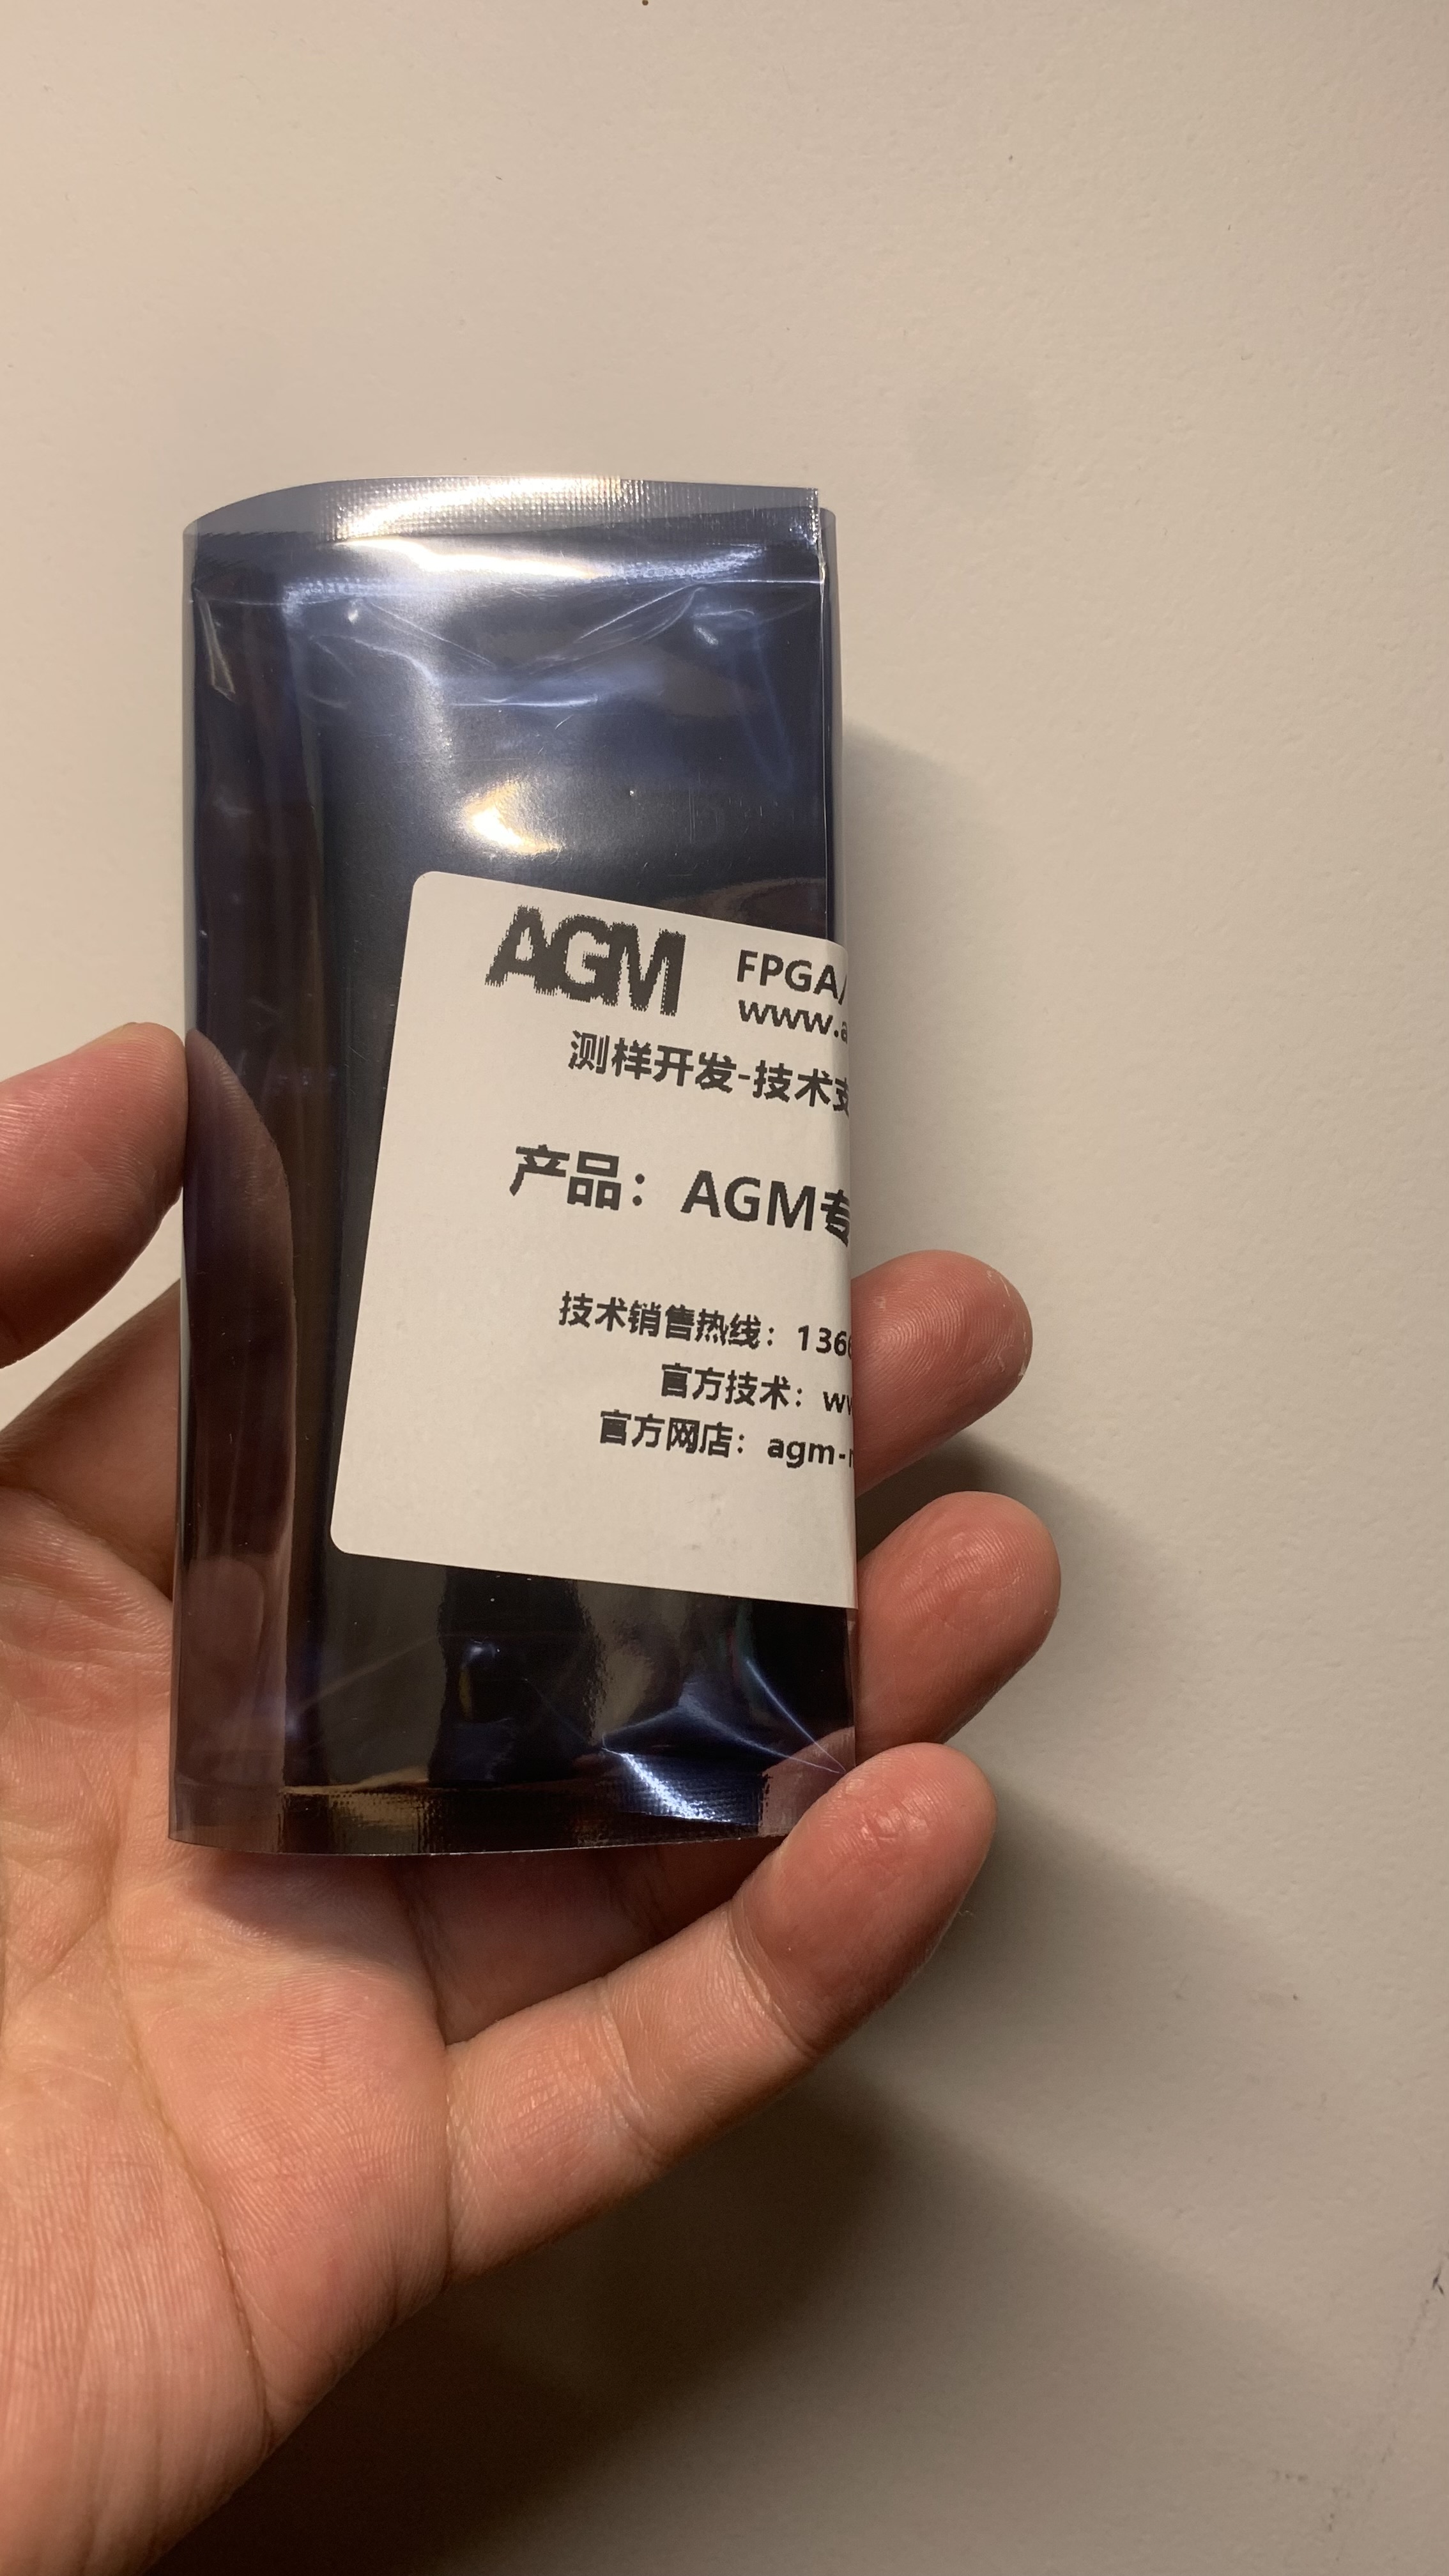 AGM
FPGA/
www.a
测样开发-技术支
产品：AGM专
技术销售热线：136
官方技术：ww
官方网店：agm-